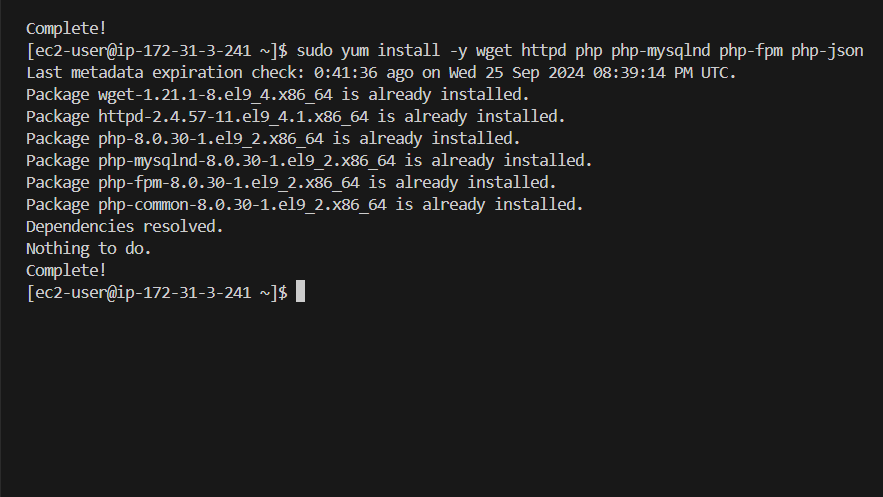 Complete!
[ec2-user@ip-172-31-3-241 ~]$ sudo yum install -y wget httpd php php-mysqlnd php-fpm php-json
Last metadata expiration check: 0:41:36 ago on Wed 25 Sep 2024 08:39:14 PM UTC.
Package wget-1.21.1-8.el9_4.x86_64 is already installed.
Package httpd-2.4.57-11.el9_4.1.x86_64 is already installed.
Package php-8.0.30-1.el9_2.x86_64 is already installed.
Package php-mysqlnd-8.0.30-1.el9_2.x86_64 is already installed.
Package php-fpm-8.0.30-1.el9_2.x86_64 is already installed.
Package php-common-8.0.30-1.el9_2.x86_64 is already installed.
Dependencies resolved.
Nothing to do.
Complete!
[ec2-user@ip-172-31-3-241 ~]$